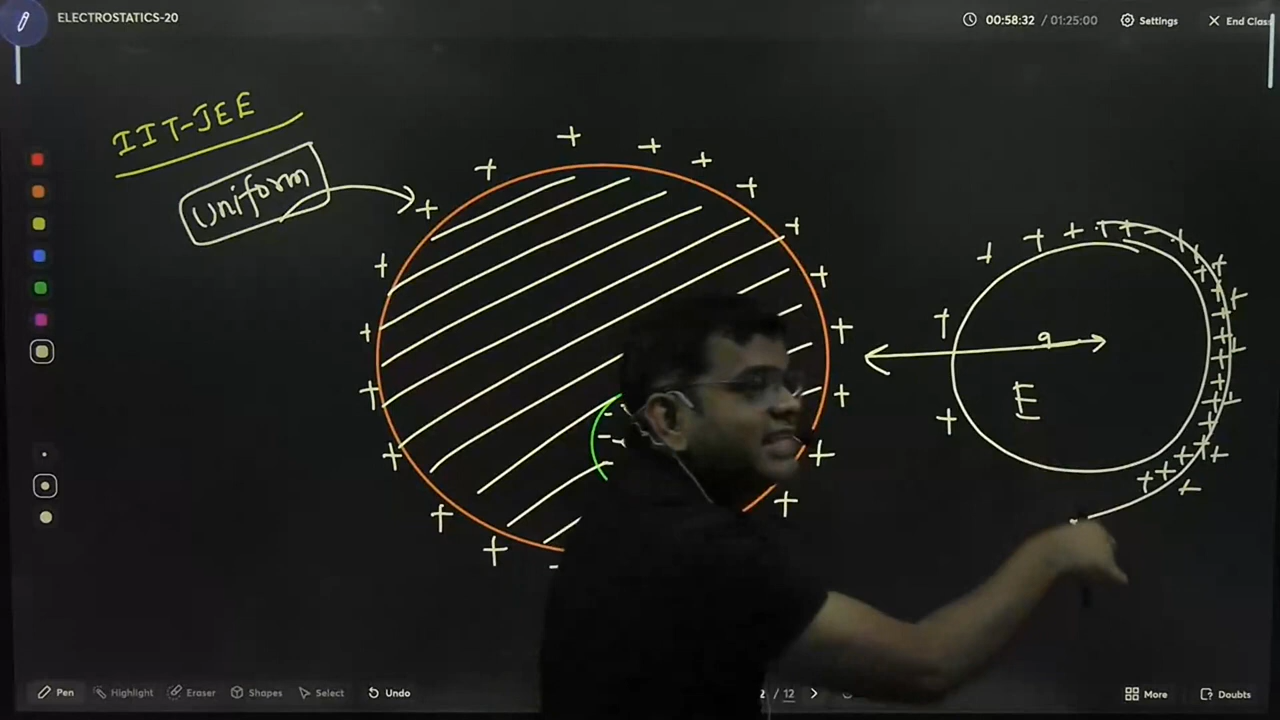 ELECTROSTATICS-20
00:58:32 / 01:25:00
Settings
End Class
IIT-JEE
Uniform
E
Pen
Highlight
Eraser
Shapes
Select
Undo
2 / 12
More
Doubts